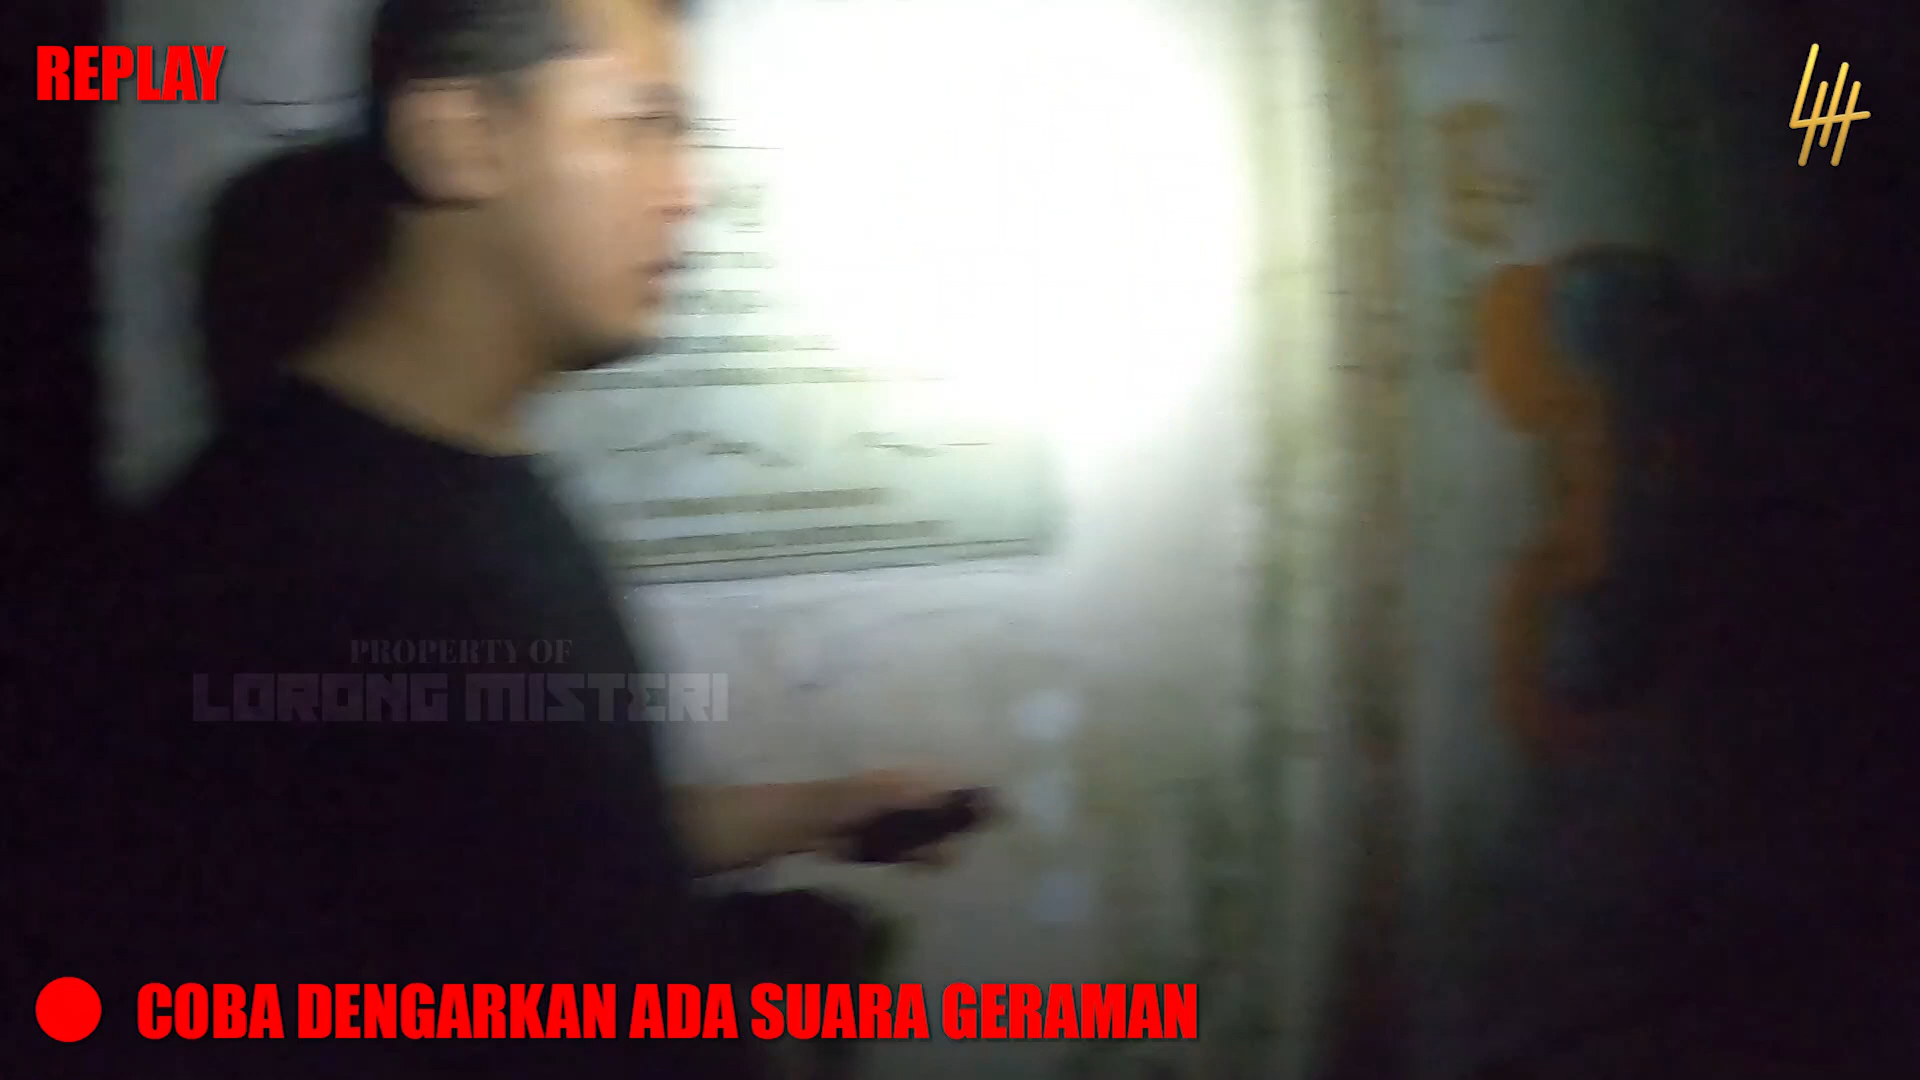 REPLAY
PROPERTY OF
LORONG MISTERI
COBA DENGARKAN ADA SUARA GERAMAN